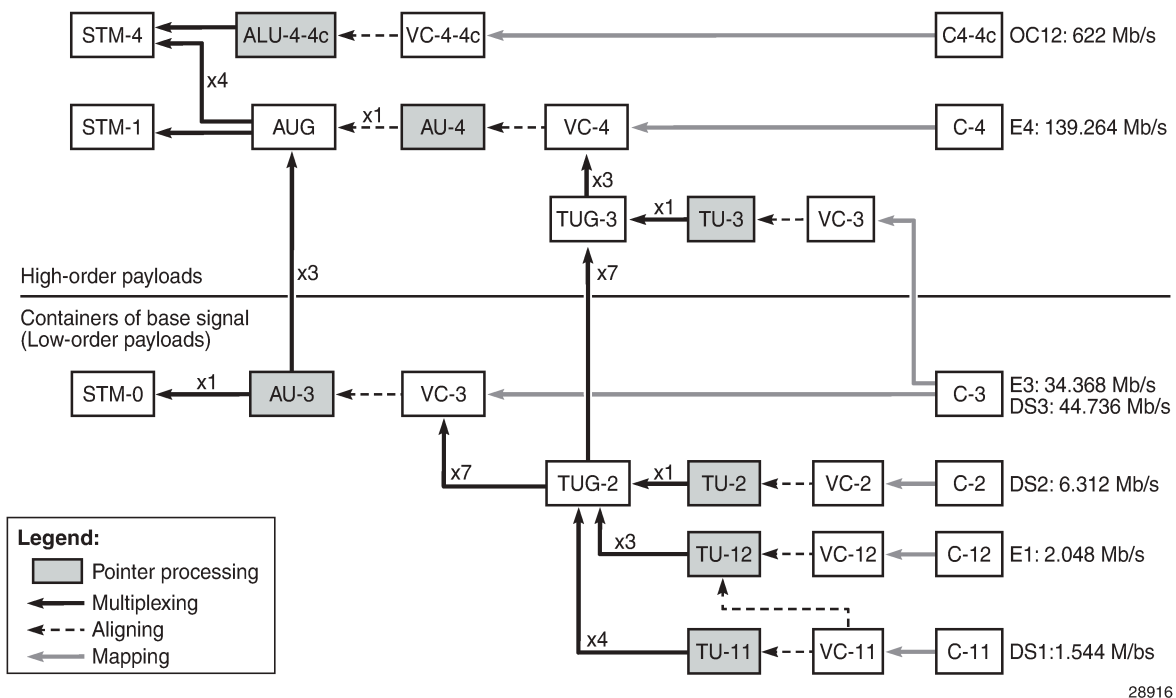 STM-4
ALU-4-4c
VC-4-4c
C4-4c
OC12: 622 Mb/s
x4
STM-1
AUG
x1
AU-4
VC-4
C-4
E4: 139.264 Mb/s
x3
TUG-3
x1
TU-3
VC-3
x3
x7
High-order payloads
Containers of base signal
(Low-order payloads)
STM-0
x1
AU-3
VC-3
C-3
E3: 34.368 Mb/s
DS3: 44.736 Mb/s
x7
TUG-2
x1
TU-2
VC-2
C-2
DS2: 6.312 Mb/s
x3
TU-12
VC-12
C-12
E1: 2.048 Mb/s
x4
TU-11
VC-11
C-11
DS1:1.544 M/bs
Legend:
Pointer processing
Multiplexing
Aligning
Mapping
28916